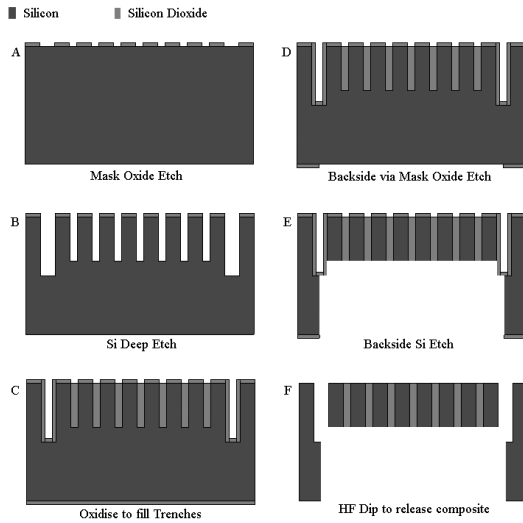 Silicon Silicon Dioxide
A
Mask Oxide Etch
B
Si Deep Etch
C
Oxidise to fill Trenches
D
Backside via Mask Oxide Etch
E
Backside Si Etch
F
HF Dip to release composite